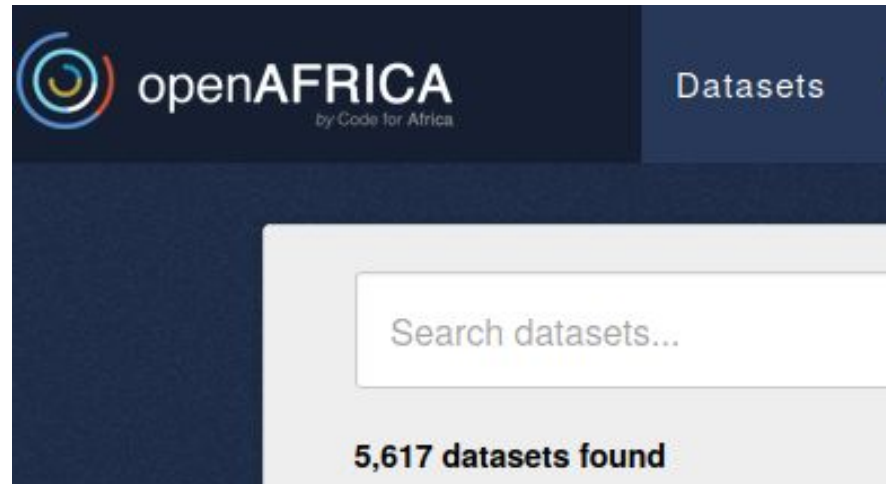 openAFRICA
by Code for Africa
Datasets
Search datasets...
5,617 datasets found